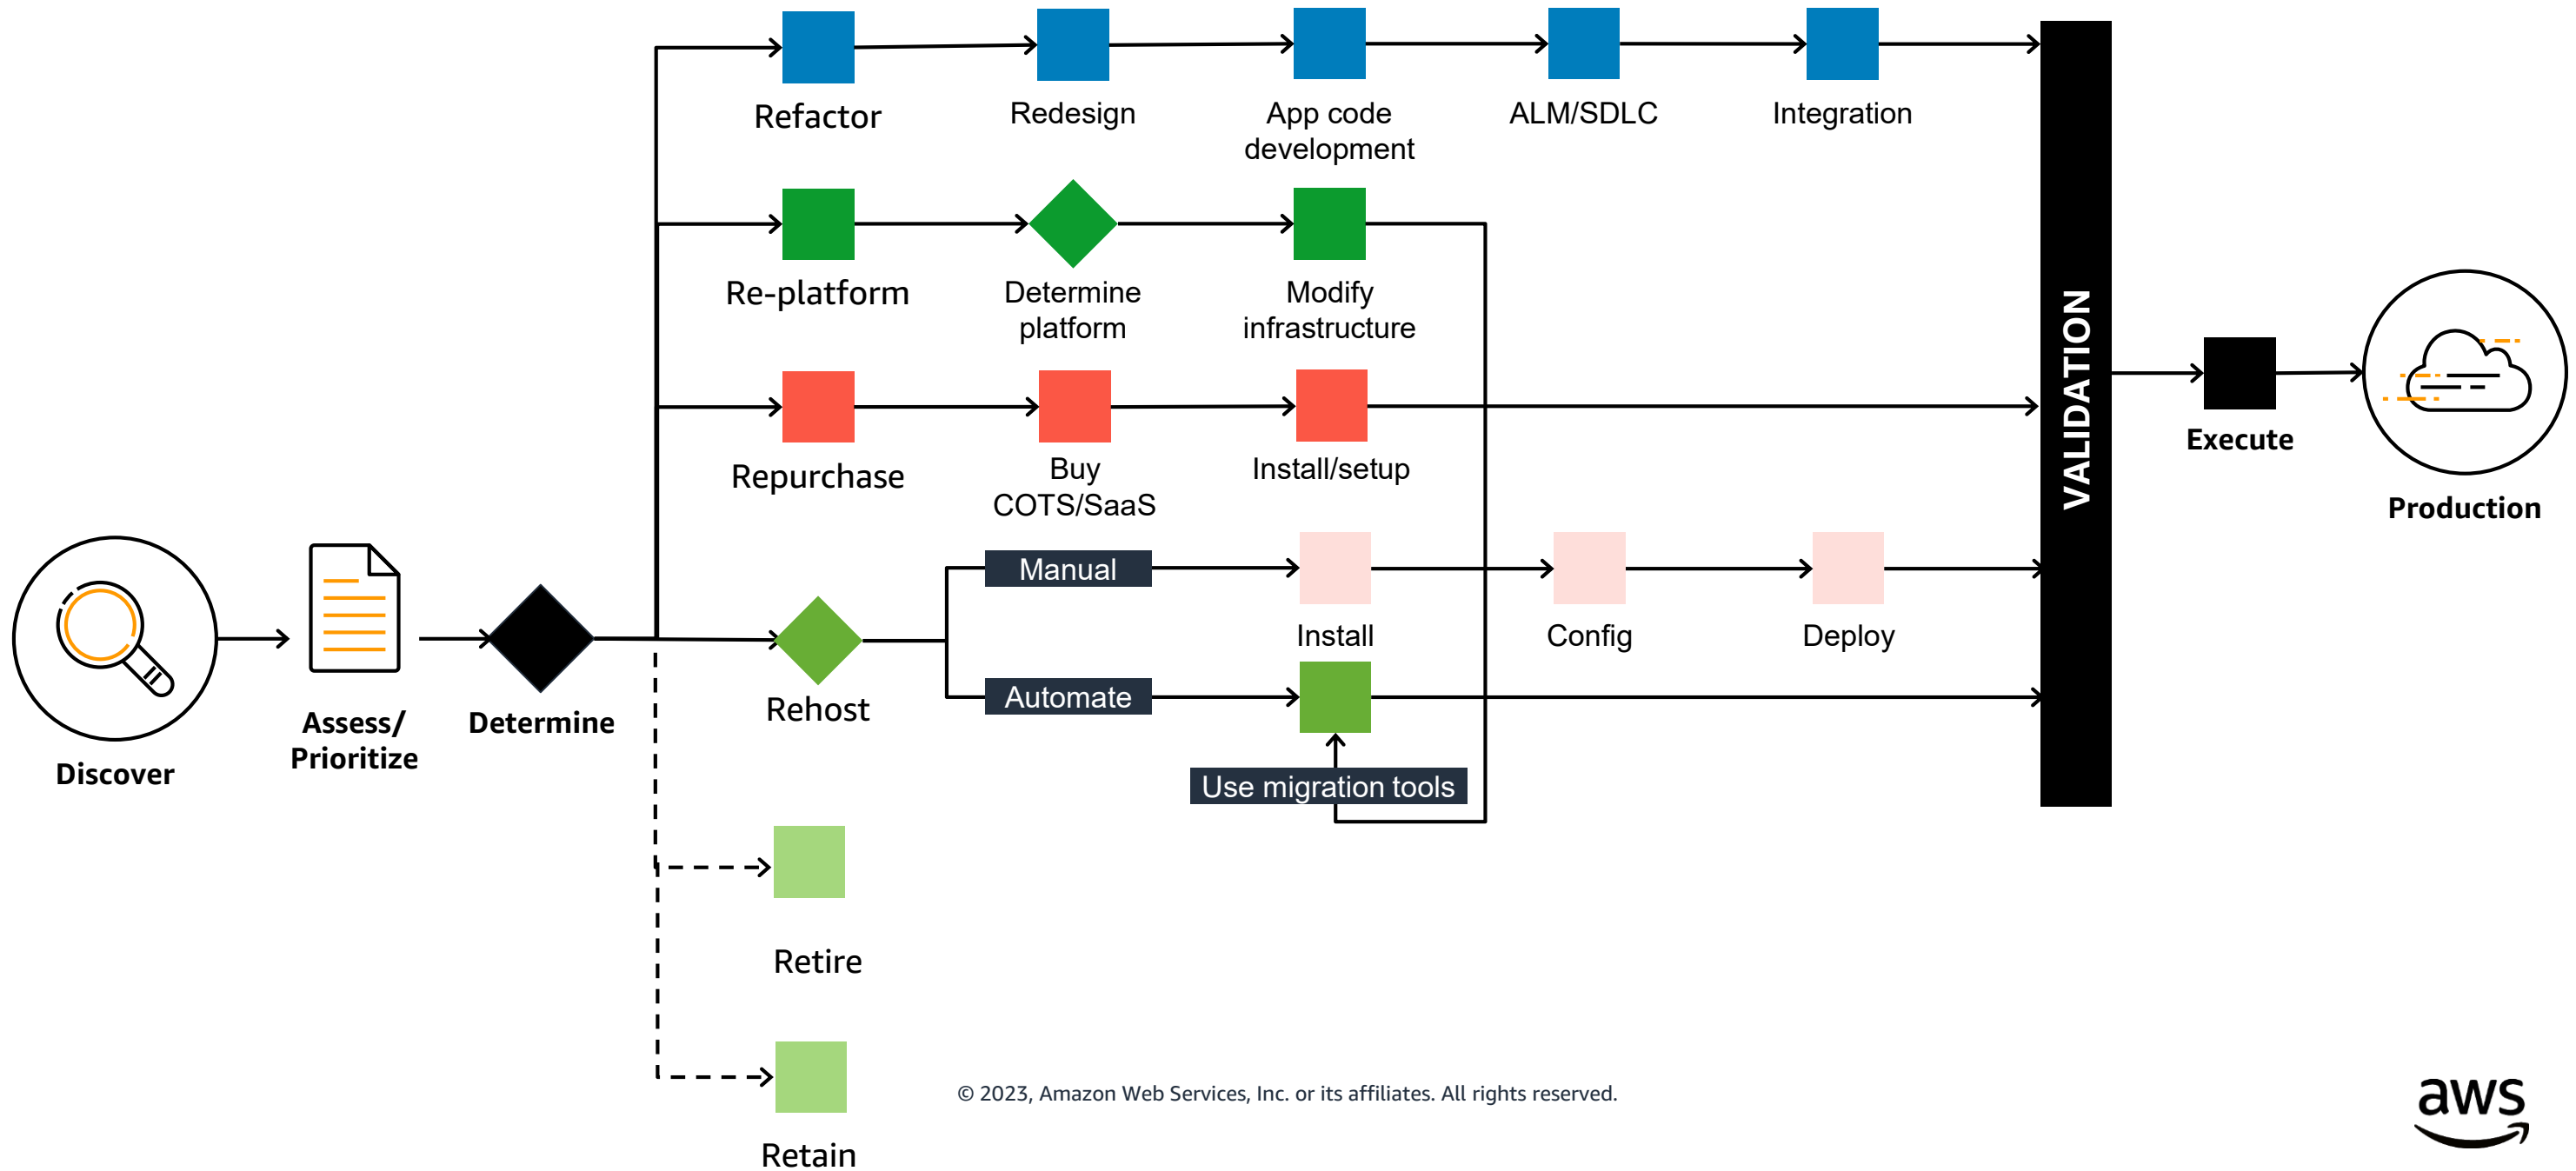 Refactor
Redesign
App code
development
ALM/SDLC
Integration
Re-platform
Determine
platform
Modify
infrastructure
Repurchase
Buy
COTS/SaaS
Install/setup
VALIDATION
Execute
Production
Discover
Assess/
Prioritize
Determine
Rehost
Manual
Install
Config
Deploy
Automate
Use migration tools
Retire
Retain
© 2023, Amazon Web Services, Inc. or its affiliates. All rights reserved.
aws